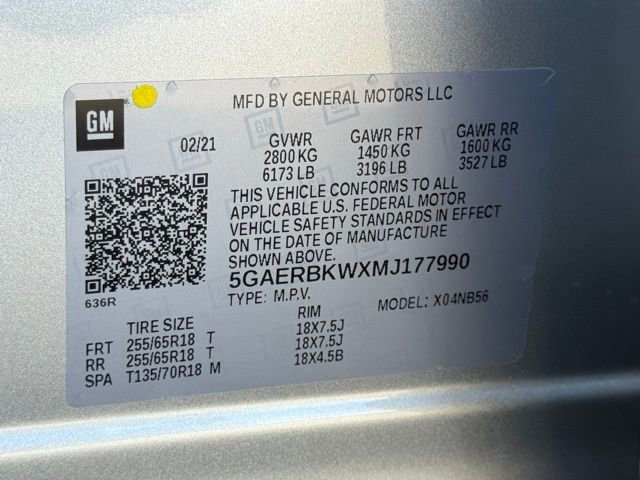 GM
MFD BY GENERAL MOTORS LLC
02/21
GVWR GAWR FRT GAWR RR
2800 KG 1450 KG 1600 KG
6173 LB 3196 LB 3527 LB
THIS VEHICLE CONFORMS TO ALL
APPLICABLE U.S. FEDERAL MOTOR
VEHICLE SAFETY STANDARDS IN EFFECT
ON THE DATE OF MANUFACTURE
SHOWN ABOVE.
636R
5GAERBKWXMJ177990
TYPE: M.P.V. MODEL: X04NB56
TIRE SIZE RIM
FRT 255/65R18 T 18X7.5J
RR 255/65R18 T 18X7.5J
SPA T135/70R18 M 18X4.5B